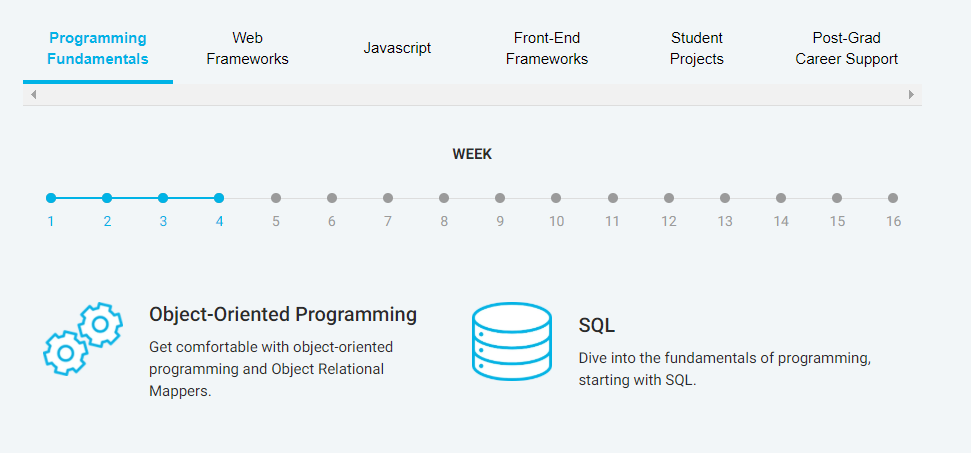 Programming
Fundamentals
Web
Frameworks
Javascript
Front-End
Frameworks
Student
Projects
Post-Grad
Career Support
WEEK
1 2 3 4 5 6 7 8 9 10 11 12 13 14 15 16
Object-Oriented Programming
Get comfortable with object-oriented
programming and Object Relational
Mappers.
SQL
Dive into the fundamentals of programming,
starting with SQL.